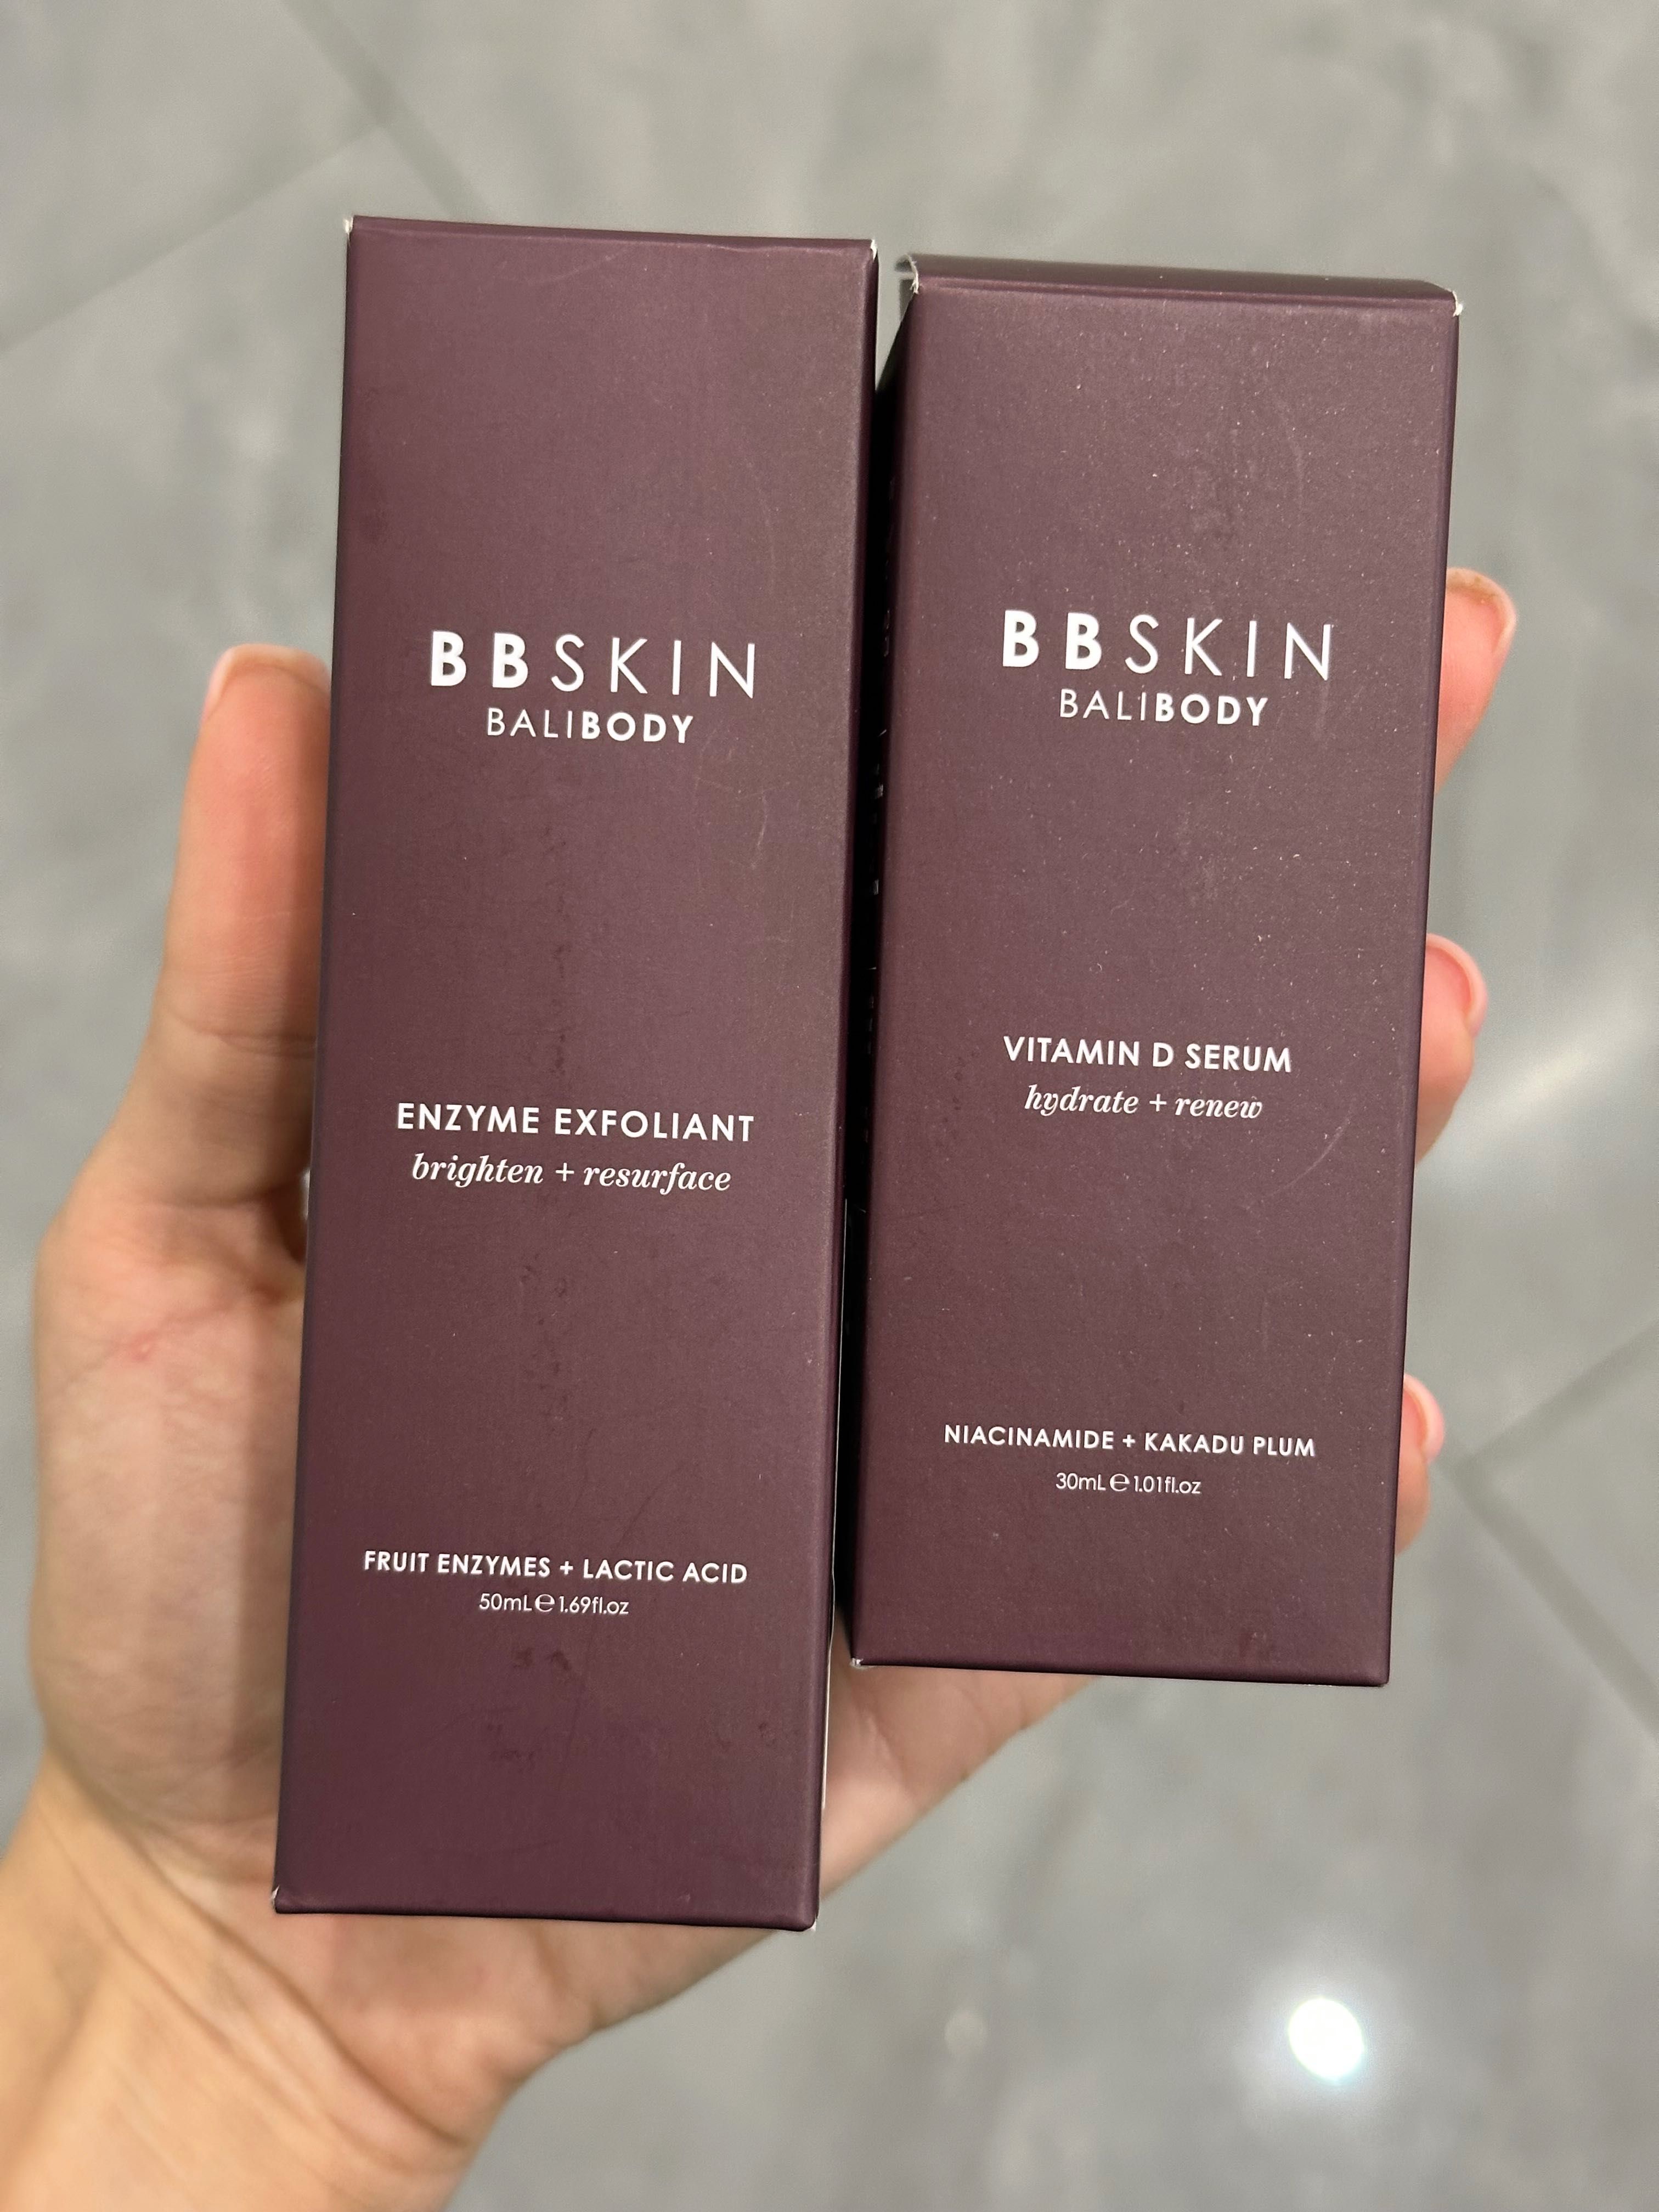 BBSKIN
BALIBODY
ENZYME EXFOLIANT
brighten + resurface
FRUIT ENZYMES + LACTIC ACID
50mL℮1.69fl.oz
BBSKIN
BALIBODY
VITAMIN D SERUM
hydrate + renew
NIACINAMIDE + KAKADU PLUM
30mL℮1.01fl.oz